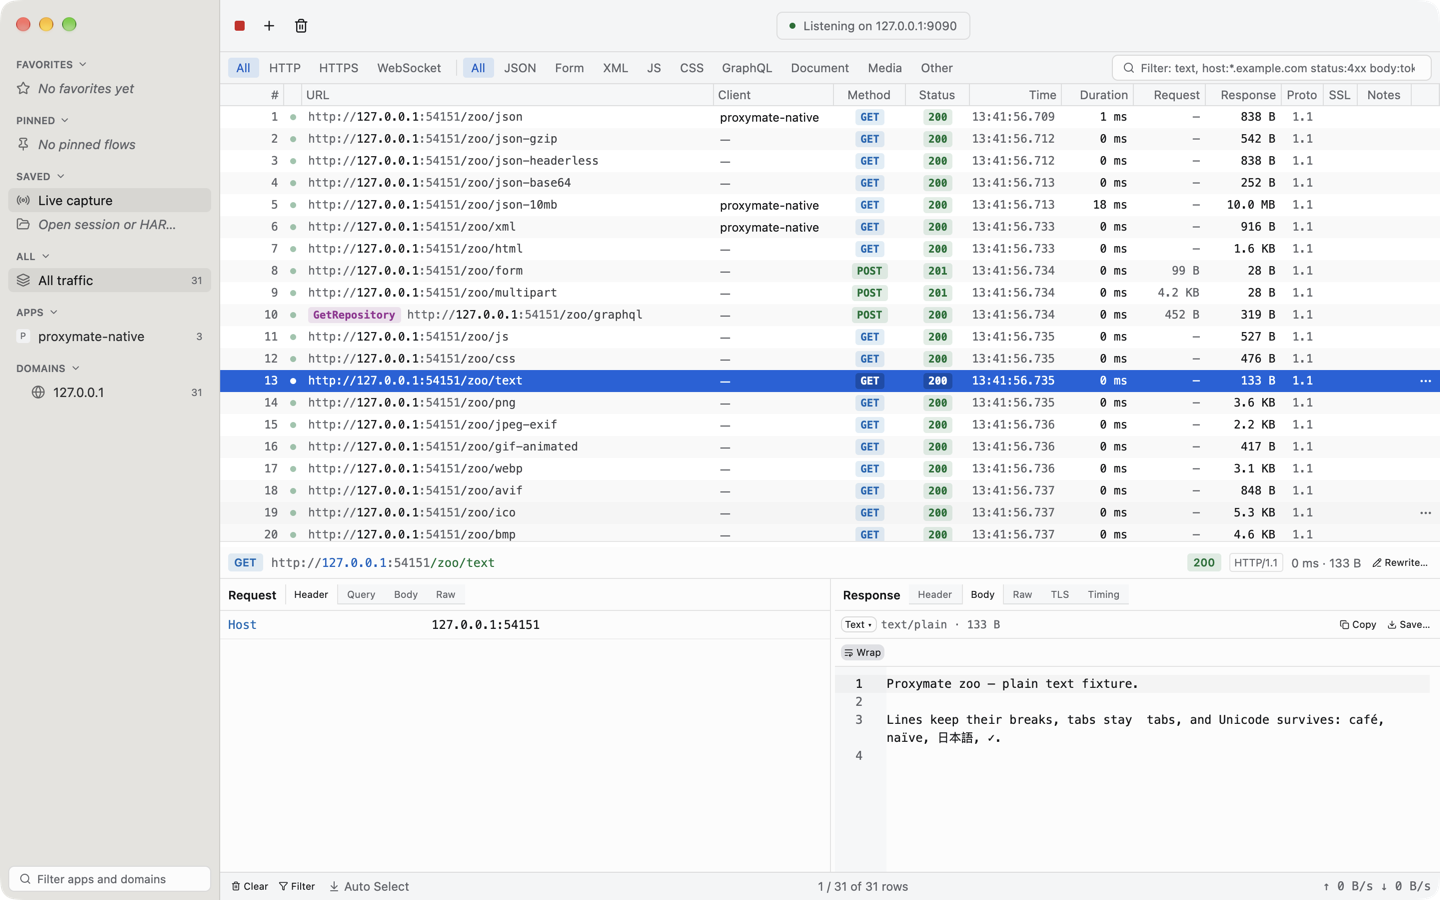 Listening on 127.0.0.1:9090
FAVORITES
No favorites yet
PINNED
No pinned flows
SAVED
Live capture
Open session or HAR...
ALL
All traffic 31
APPS
P proxymate-native 3
DOMAINS
127.0.0.1 31
Filter apps and domains
All HTTP HTTPS WebSocket All JSON Form XML JS CSS GraphQL Document Media Other Filter: text, host:*.example.com status:4xx body:tok
# URL Client Method Status Time Duration Request Response Proto SSL Notes
1 http://127.0.0.1:54151/zoo/json proxymate-native GET 200 13:41:56.709 1 ms — 838 B 1.1
2 http://127.0.0.1:54151/zoo/json-gzip — GET 200 13:41:56.712 0 ms — 542 B 1.1
3 http://127.0.0.1:54151/zoo/json-headerless — GET 200 13:41:56.712 0 ms — 838 B 1.1
4 http://127.0.0.1:54151/zoo/json-base64 — GET 200 13:41:56.713 0 ms — 252 B 1.1
5 http://127.0.0.1:54151/zoo/json-10mb proxymate-native GET 200 13:41:56.713 18 ms — 10.0 MB 1.1
6 http://127.0.0.1:54151/zoo/xml proxymate-native GET 200 13:41:56.733 0 ms — 916 B 1.1
7 http://127.0.0.1:54151/zoo/html — GET 200 13:41:56.733 0 ms — 1.6 KB 1.1
8 http://127.0.0.1:54151/zoo/form — POST 201 13:41:56.734 0 ms 99 B 28 B 1.1
9 http://127.0.0.1:54151/zoo/multipart — POST 201 13:41:56.734 0 ms 4.2 KB 28 B 1.1
10 GetRepository http://127.0.0.1:54151/zoo/graphql — POST 200 13:41:56.734 0 ms 452 B 319 B 1.1
11 http://127.0.0.1:54151/zoo/js — GET 200 13:41:56.735 0 ms — 527 B 1.1
12 http://127.0.0.1:54151/zoo/css — GET 200 13:41:56.735 0 ms — 476 B 1.1
13 http://127.0.0.1:54151/zoo/text — GET 200 13:41:56.735 0 ms — 133 B 1.1 ...
14 http://127.0.0.1:54151/zoo/png — GET 200 13:41:56.735 0 ms — 3.6 KB 1.1
15 http://127.0.0.1:54151/zoo/jpeg-exif — GET 200 13:41:56.736 0 ms — 2.2 KB 1.1
16 http://127.0.0.1:54151/zoo/gif-animated — GET 200 13:41:56.736 0 ms — 417 B 1.1
17 http://127.0.0.1:54151/zoo/webp — GET 200 13:41:56.736 0 ms — 3.1 KB 1.1
18 http://127.0.0.1:54151/zoo/avif — GET 200 13:41:56.737 0 ms — 848 B 1.1
19 http://127.0.0.1:54151/zoo/ico — GET 200 13:41:56.737 0 ms — 5.3 KB 1.1 ...
20 http://127.0.0.1:54151/zoo/bmp — GET 200 13:41:56.737 0 ms — 4.6 KB 1.1
GET http://127.0.0.1:54151/zoo/text 200 HTTP/1.1 0 ms · 133 B Rewrite...
Request Header Query Body Raw
Host 127.0.0.1:54151
Response Header Body Raw TLS Timing
Text text/plain · 133 B Copy Save...
Wrap
1 Proxymate zoo — plain text fixture.
2
3 Lines keep their breaks, tabs stay tabs, and Unicode survives: café,
naïve, 日本語, ✓.
4
Clear Filter Auto Select 1 / 31 of 31 rows ↑ 0 B/s ↓ 0 B/s